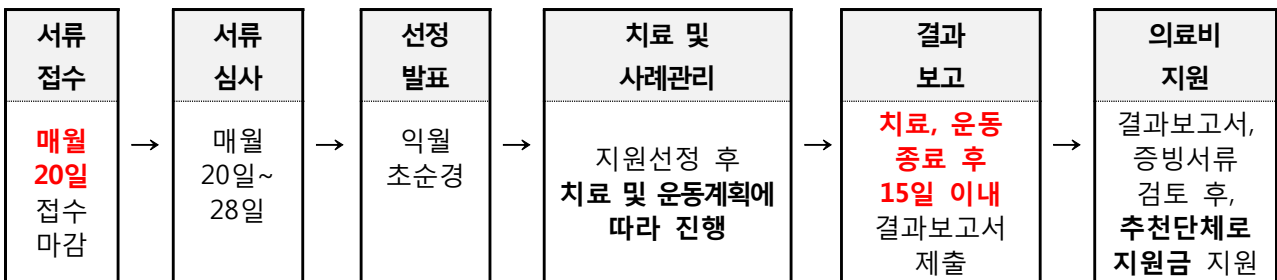 서류
접수
매월
20일
접수
마감
→
서류
심사
매월
20일~
28일
→
선정
발표
익월
초순경
→
치료 및
사례관리
지원선정 후
치료 및 운동계획에
따라 진행
→
결과
보고
치료, 운동
종료 후
15일 이내
결과보고서
제출
→
의료비
지원
결과보고서,
증빙서류
검토 후,
추천단체로
지원금 지원